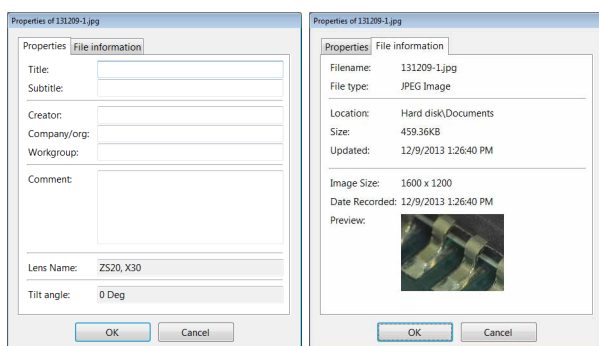 Properties of 131209-1.jpg
Properties File information
Title:
Subtitle:
Creator:
Company/org:
Workgroup:
Comment:
Lens Name: ZS20, X30
Tilt angle: 0 Deg
OK Cancel
Properties of 131209-1.jpg
Properties File information
Filename: 131209-1.jpg
File type: JPEG Image
Location: Hard disk\Documents
Size: 459.36KB
Updated: 12/9/2013 1:26:40 PM
Image Size: 1600 x 1200
Date Recorded: 12/9/2013 1:26:40 PM
Preview:
OK Cancel